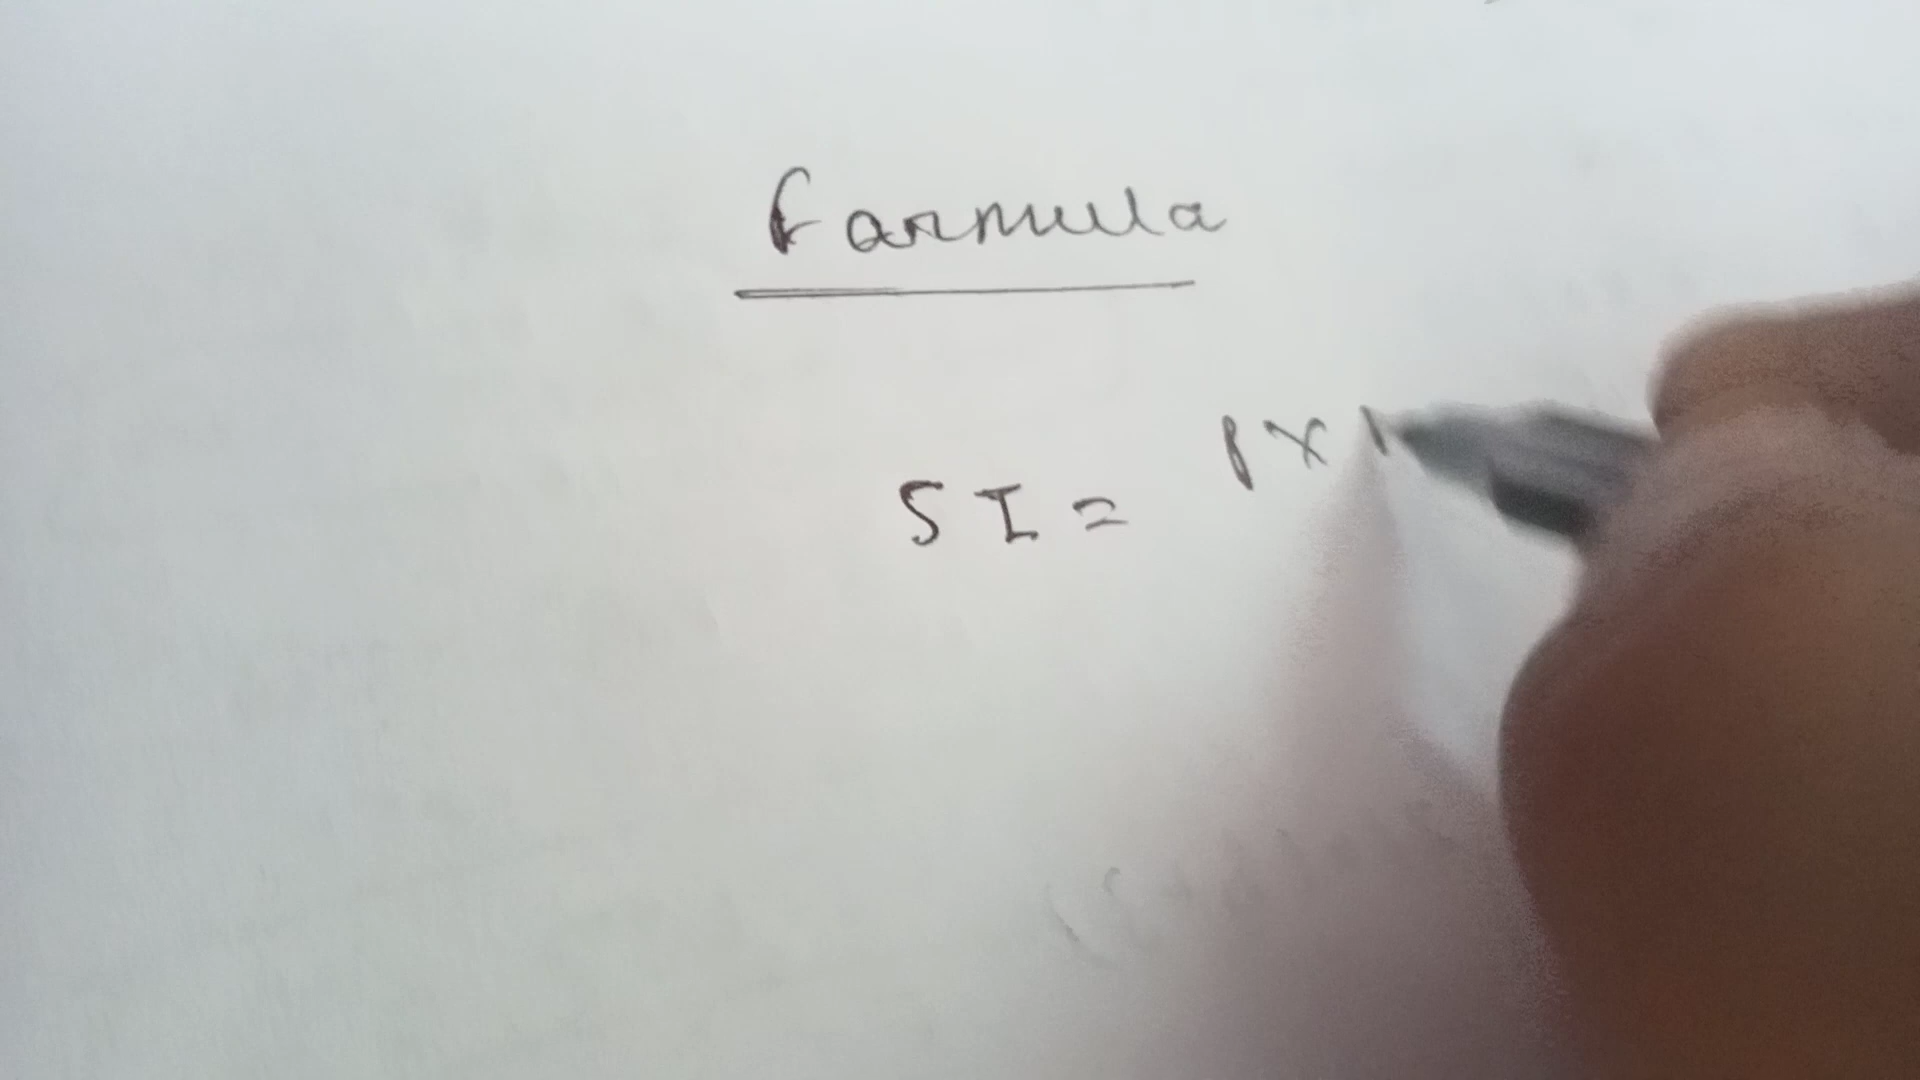 Formula
SI = P X